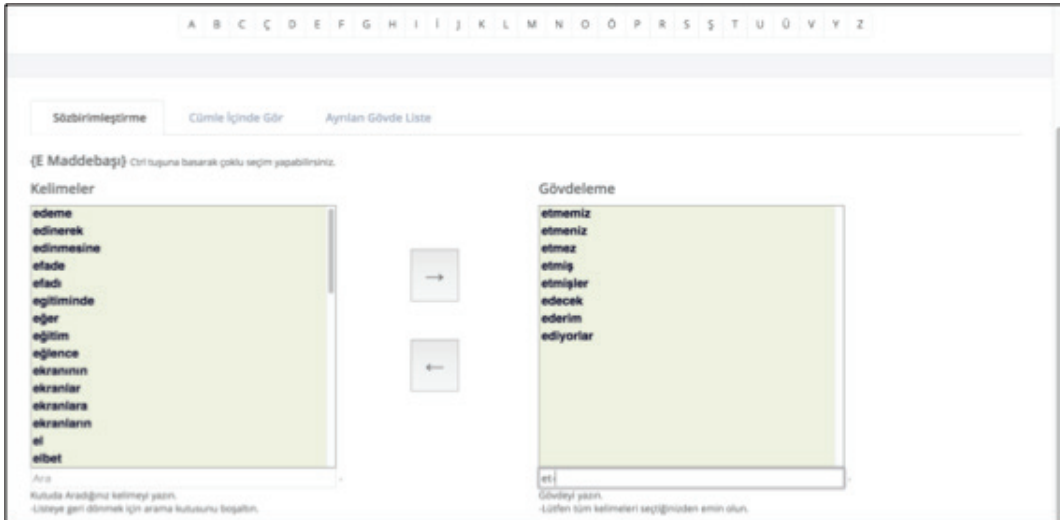 A B C Ç D E F G H I İ J K L M N O Ö P R S Ş T U Ü V Y Z
Sözbirimleştirme Cümle İçinde Gör Ayrılan Gövde Liste
{E Maddebaşı} Ctrl tuşuna basarak çoklu seçim yapabilirsiniz.
Kelimeler
edeme
edinerek
edinmesine
efade
efadı
egitiminde
eğer
eğitim
eğlence
ekranının
ekranlar
ekranlara
ekranların
el
elbet
Ara
Kutuda Aradığınız kelimeyi yazın.
-Listeye geri dönmek için arama kutusunu boşaltın.
→
←
Gövdeleme
etmemiz
etmeniz
etmez
etmiş
etmişler
edecek
ederim
ediyorlar
et-
Gövdeyi yazın.
-Lütfen tüm kelimeleri seçtiğinizden emin olun.